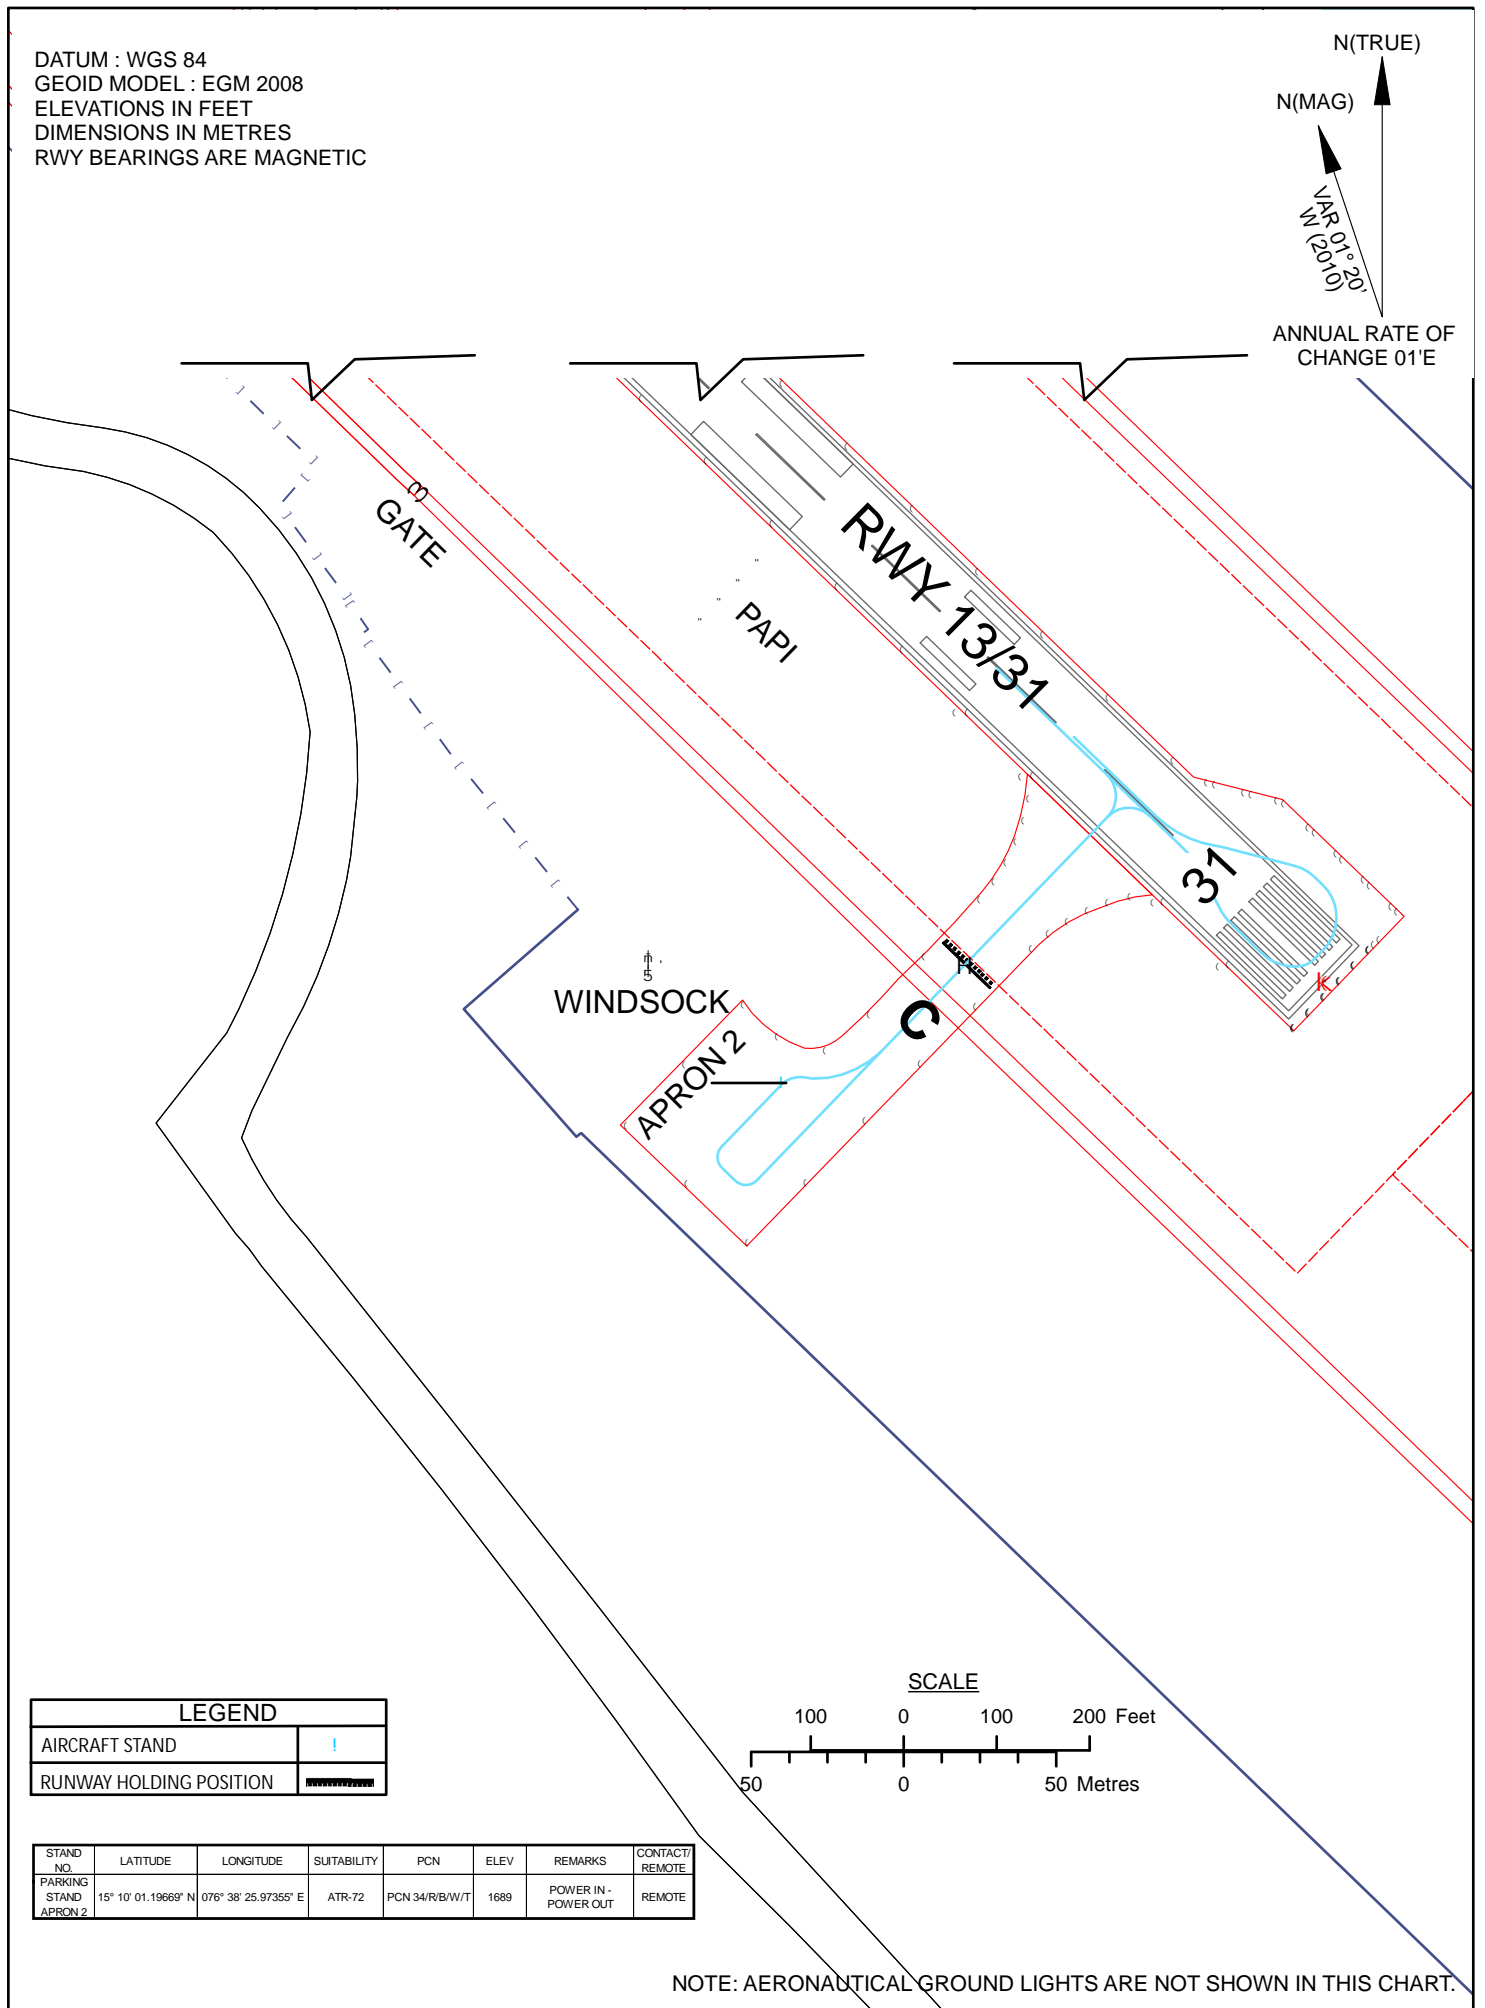 DATUM : WGS 84
GEOID MODEL : EGM 2008
ELEVATIONS IN FEET
DIMENSIONS IN METRES
RWY BEARINGS ARE MAGNETIC
N(TRUE)
N(MAG)
VAR 01° 20'
W (2010)
ANNUAL RATE OF
CHANGE 01'E
GATE
PAPI
RWY 13/31
31
WINDSOCK
C
H
k
APRON 2
SCALE
100 0 100 200 Feet
50 0 50 Metres
LEGEND
AIRCRAFT STAND
RUNWAY HOLDING POSITION
STAND NO. LATITUDE LONGITUDE SUITABILITY PCN ELEV REMARKS CONTACT/ REMOTE
PARKING STAND APRON 2 15° 10' 01.19669" N 076° 38' 25.97355" E ATR-72 PCN 34/R/B/W/T 1689 POWER IN - POWER OUT REMOTE
NOTE: AERONAUTICAL GROUND LIGHTS ARE NOT SHOWN IN THIS CHART.